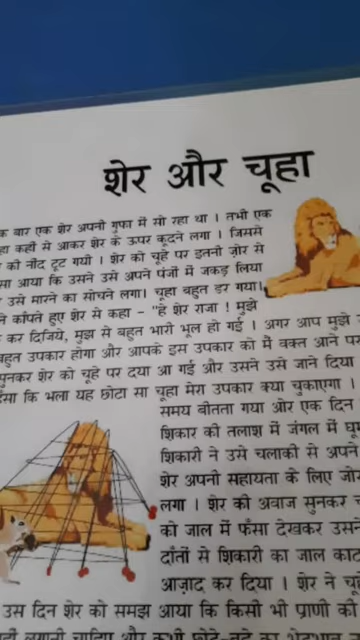 शेर और चूहा
क बार एक शेर अपनी गुफा में सो रहा था । तभी एक
हा कहीं से आकर शेर के ऊपर कूदने लगा । जिससे
की नींद टूट गयी । शेर को चूहे पर इतनी ज़ोर से
सा आया कि उसने उसे अपने पंजों में जकड़ लिया
उसे मारने का सोचने लगा। चूहा बहुत डर गया।
ने काँपते हुए शेर से कहा - "हे शेर राजा ! मुझे
कर दिजिये, मुझ से बहुत भारी भूल हो गई । अगर आप मुझे
बहुत उपकार होगा और आपके इस उपकार को मैं वक्त आने पर
सुनकर शेर को चूहे पर दया आ गई और उसने उसे जाने दिया
सा कि भला यह छोटा सा चूहा मेरा उपकार क्या चुकाएगा ।
समय बीतता गया ओर एक दिन
शिकार की तलाश में जंगल में घूम
शिकारी ने उसे चलाकी से अपने
शेर अपनी सहायता के लिए जो
लगा । शेर की अवाज सुनकर
को जाल में फँसा देखकर उस
दाँतों से शिकारी का जाल काट
आज़ाद कर दिया । शेर ने चू
उस दिन शेर को समझ आया कि किसी भी प्राणी की